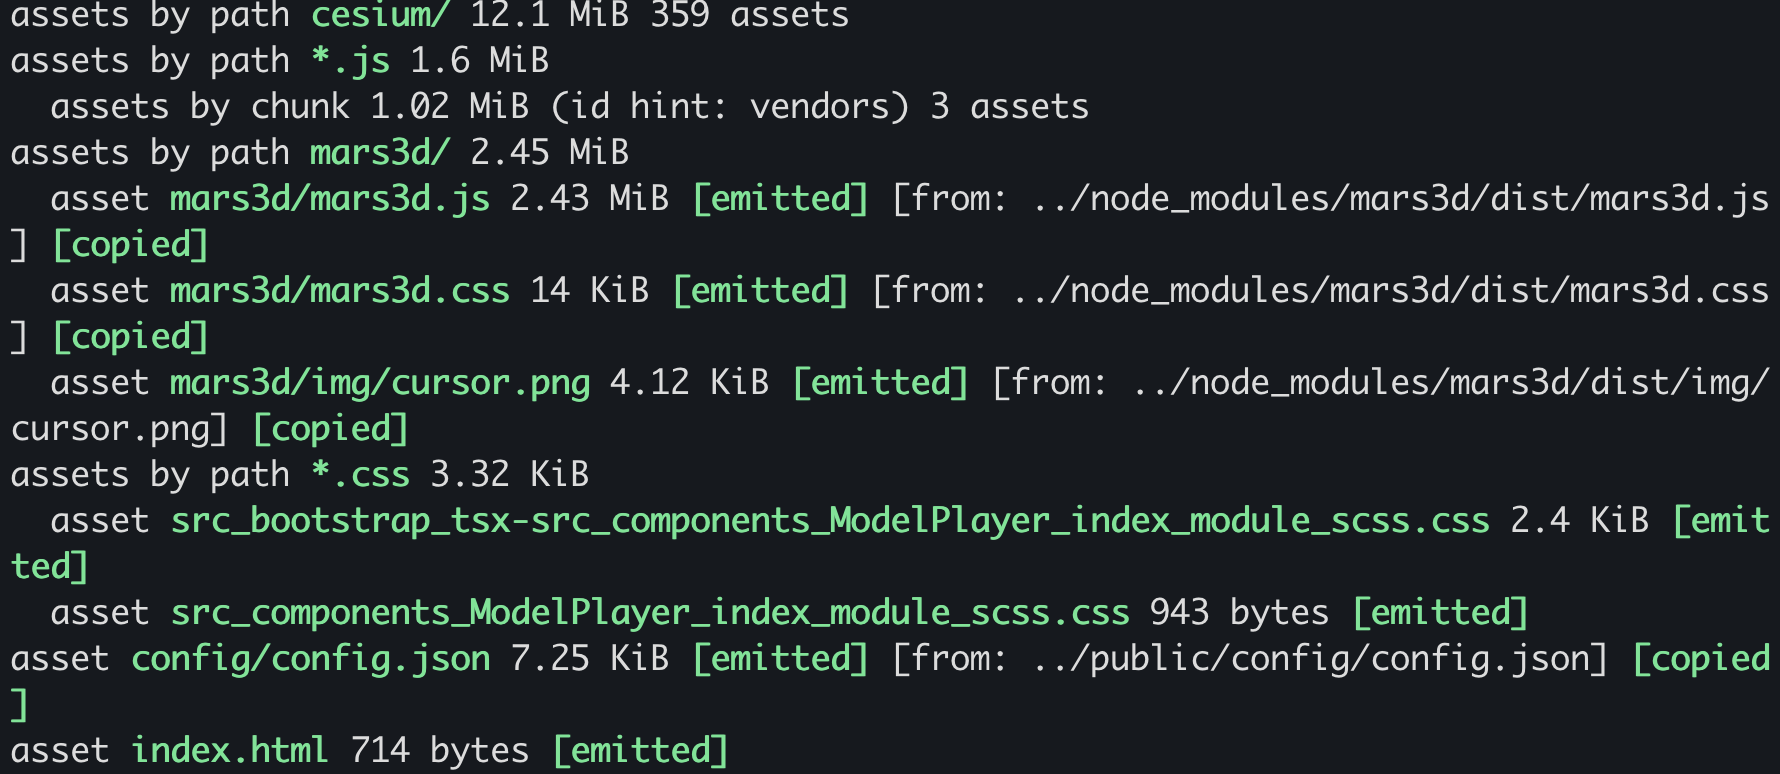 assets by path cesium/ 12.1 MiB 359 assets
assets by path *.js 1.6 MiB
  assets by chunk 1.02 MiB (id hint: vendors) 3 assets
assets by path mars3d/ 2.45 MiB
  asset mars3d/mars3d.js 2.43 MiB [emitted] [from: ../node_modules/mars3d/dist/mars3d.js
] [copied]
  asset mars3d/mars3d.css 14 KiB [emitted] [from: ../node_modules/mars3d/dist/mars3d.css
] [copied]
  asset mars3d/img/cursor.png 4.12 KiB [emitted] [from: ../node_modules/mars3d/dist/img/
cursor.png] [copied]
assets by path *.css 3.32 KiB
  asset src_bootstrap_tsx-src_components_ModelPlayer_index_module_scss.css 2.4 KiB [emit
ted]
  asset src_components_ModelPlayer_index_module_scss.css 943 bytes [emitted]
asset config/config.json 7.25 KiB [emitted] [from: ../public/config/config.json] [copied
]
asset index.html 714 bytes [emitted]